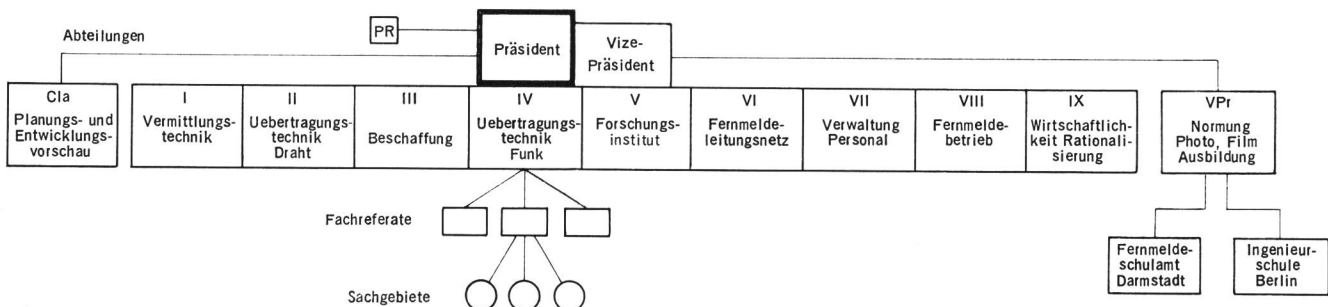 Abteilungen
PR
Präsident
Vize-
Präsident
CIa
Planungs- und
Entwicklungs-
vorschau
I
Vermittlungs-
technik
II
Uebertragungs-
technik
Draht
III
Beschaffung
IV
Uebertragungs-
technik
Funk
V
Forschungs-
institut
VI
Fernmelde-
leitungsnetz
VII
Verwaltung
Personal
VIII
Fernmelde-
betrieb
IX
Wirtschaftlich-
keit Rationali-
sierung
VPr
Normung
Photo, Film
Ausbildung
Fachreferate
Sachgebiete
Fernmelde-
schulamt
Darmstadt
Ingenieur-
schule
Berlin